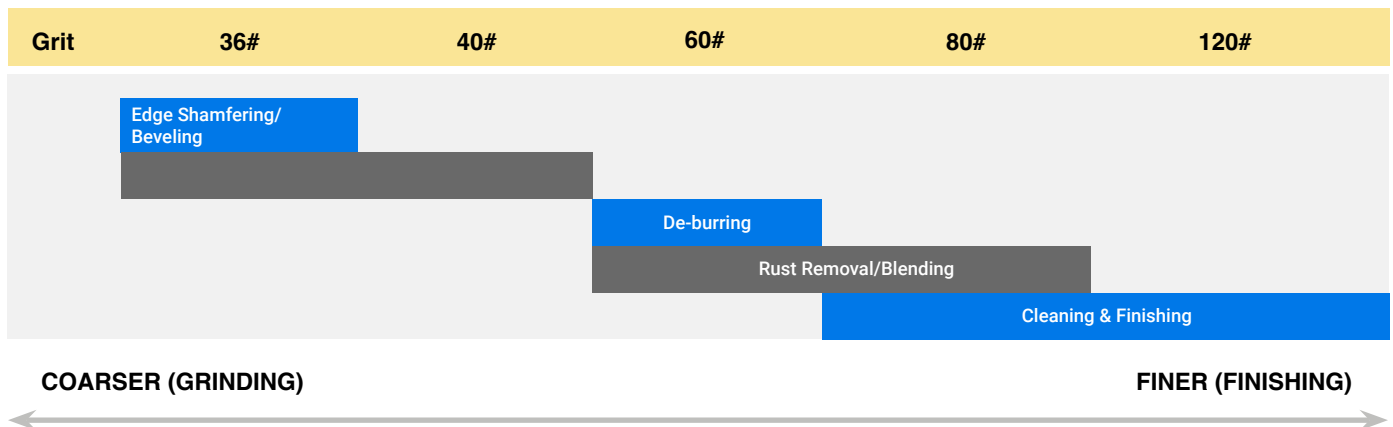 Grit 36# 40# 60# 80# 120#
Edge Shamfering/
Beveling
De-burring
Rust Removal/Blending
Cleaning & Finishing
COARSER (GRINDING) FINER (FINISHING)